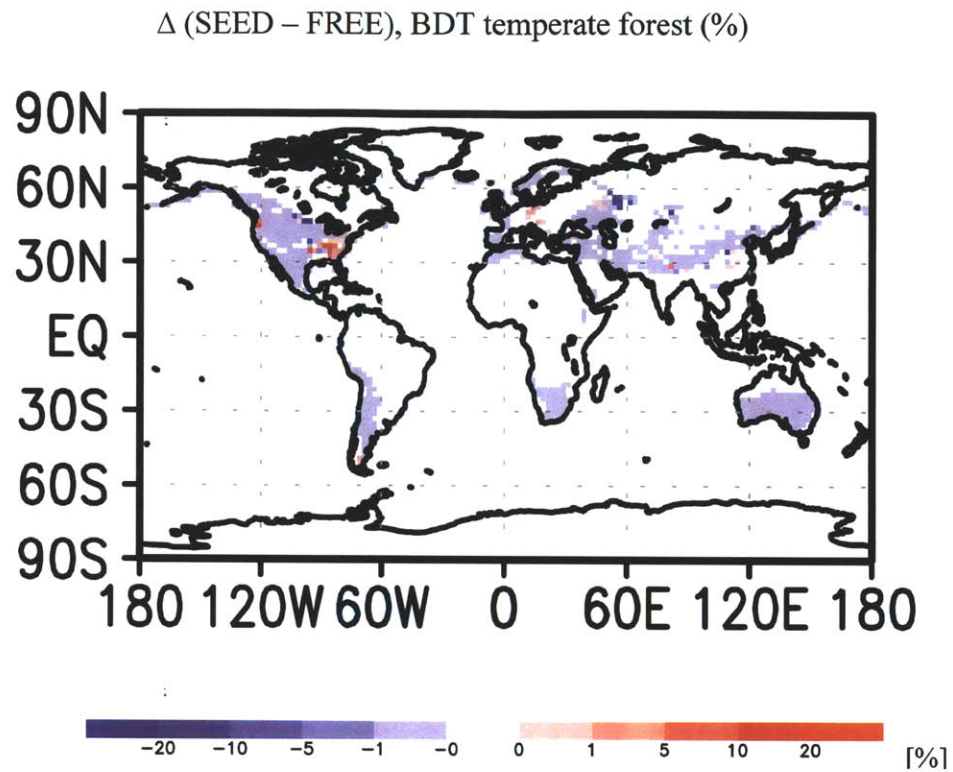 Δ (SEED – FREE), BDT temperate forest (%)
90N
60N
30N
EQ
30S
60S
90S
180 120W 60W 0 60E 120E 180
−20 −10 −5 −1 −0 0 1 5 10 20 [%]